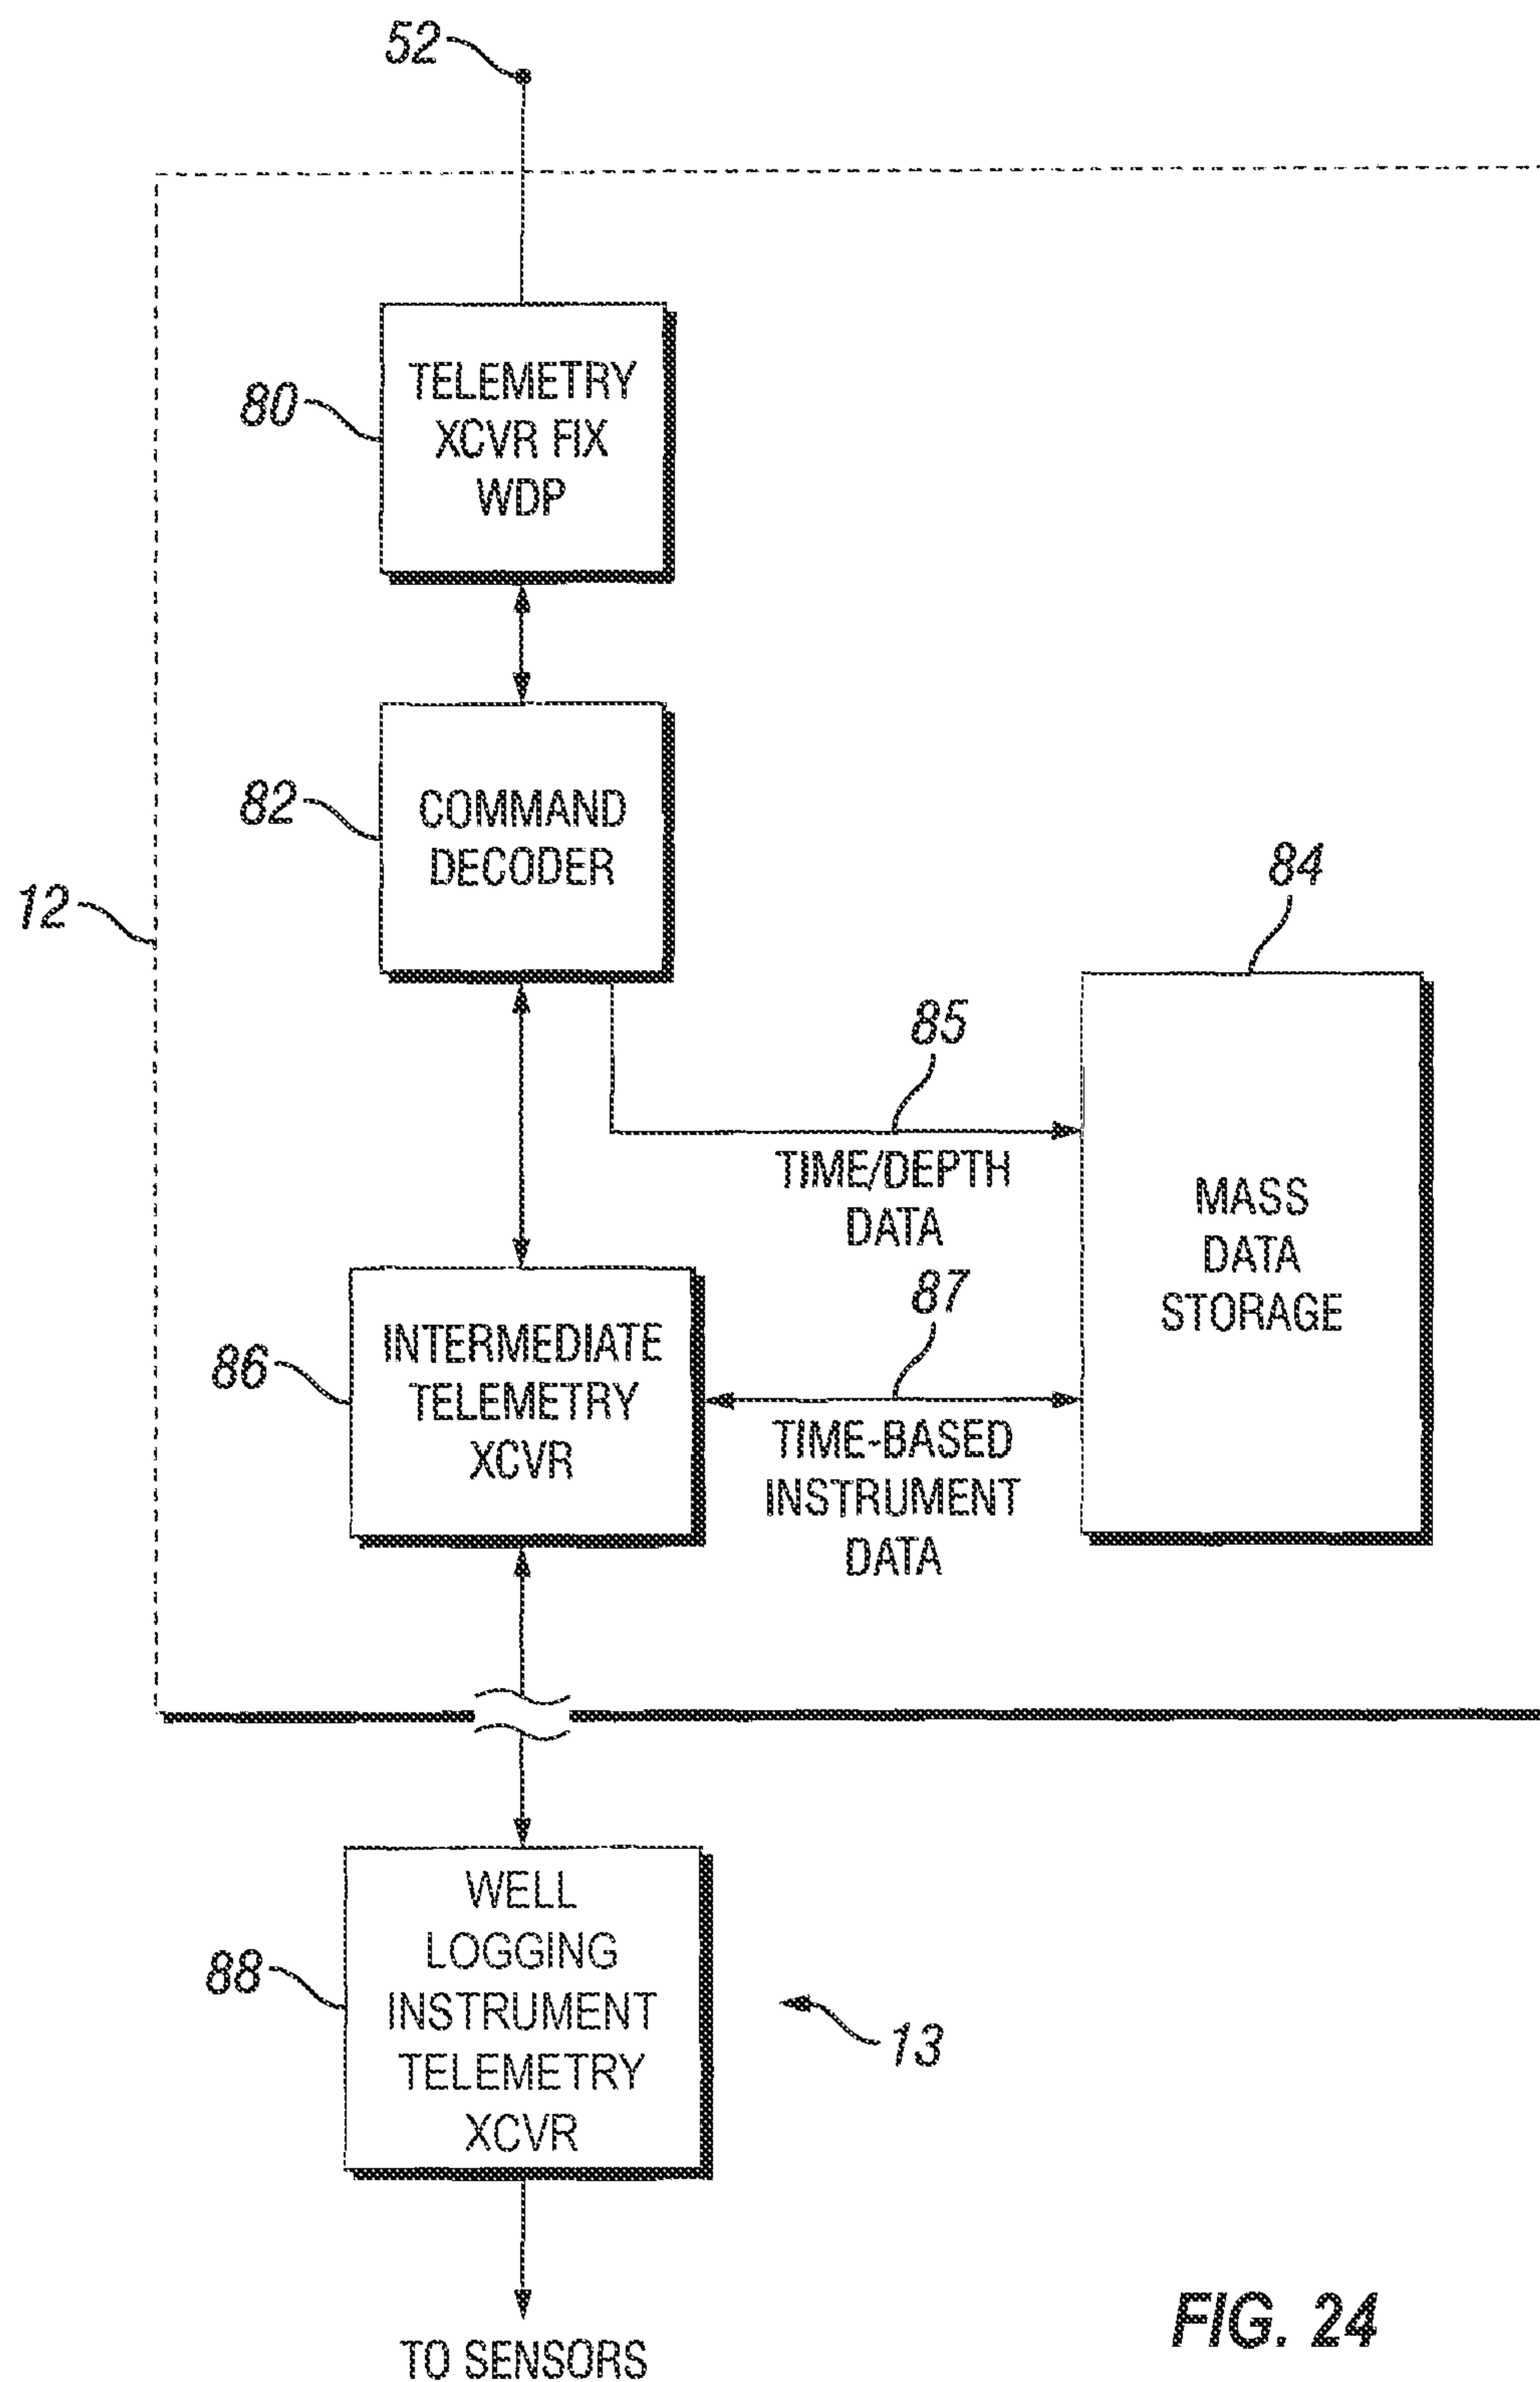 52
80
TELEMETRY
XCVR FIX
WDP
82
COMMAND
DECODER
12
84
85
TIME/DEPTH
DATA
MASS
DATA
STORAGE
87
86
INTERMEDIATE
TELEMETRY
XCVR
TIME-BASED
INSTRUMENT
DATA
88
WELL
LOGGING
INSTRUMENT
TELEMETRY
XCVR
13
TO SENSORS
FIG. 24